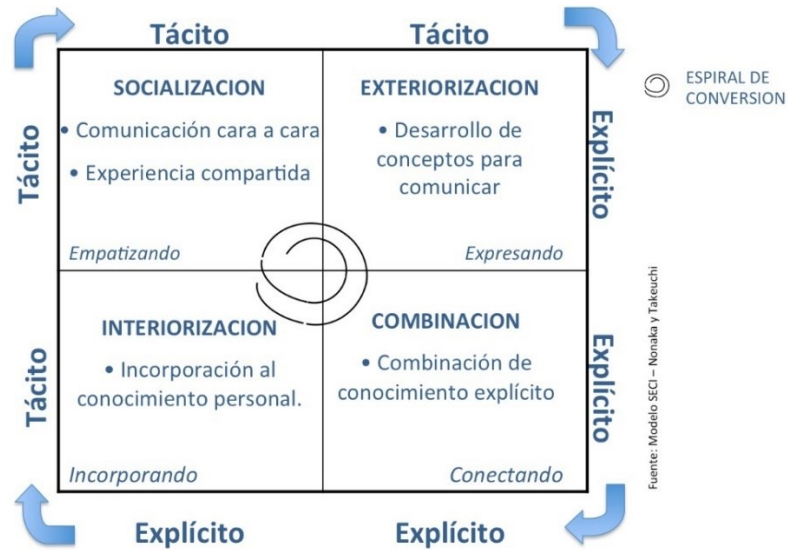 Tácito
Tácito
ESPIRAL DE
CONVERSION
Tácito
SOCIALIZACION
• Comunicación cara a cara
• Experiencia compartida
Empatizando
EXTERIORIZACION
• Desarrollo de
conceptos para
comunicar
Expresando
Explícito
Tácito
INTERIORIZACION
• Incorporación al
conocimiento personal.
Incorporando
COMBINACION
• Combinación de
conocimiento explícito
Conectando
Explícito
Explícito
Explícito
Fuente: Modelo SECI – Nonaka y Takeuchi